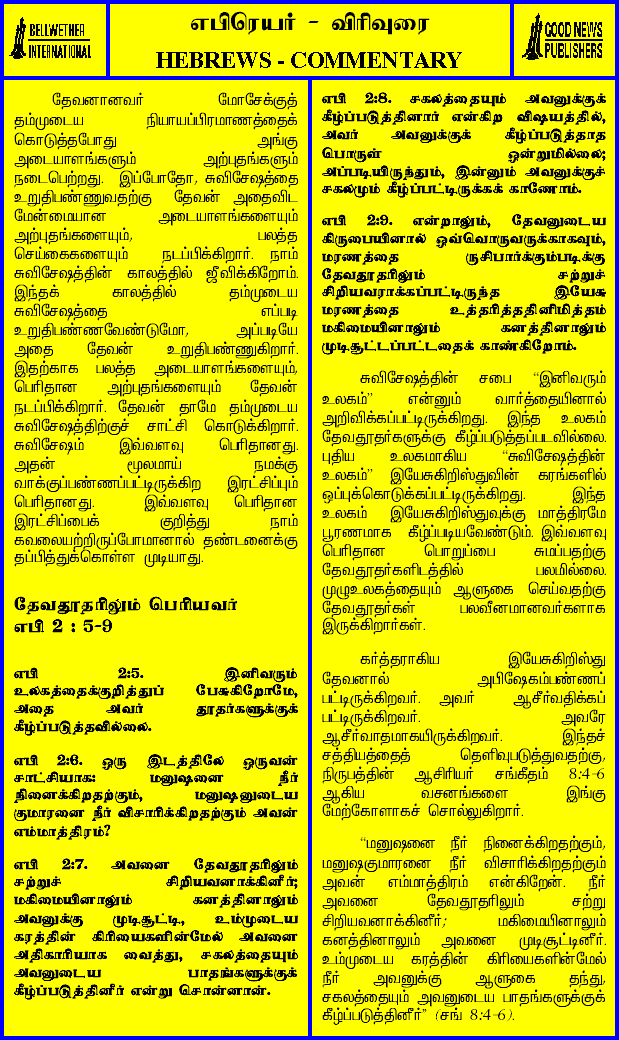 BELLWETHER
INTERNATIONAL
எபிரெயர் - விரிவுரை
HEBREWS - COMMENTARY
GOOD NEWS
PUBLISHERS
தேவனானவர் மோசேக்குத்
தம்முடைய நியாயப்பிரமாணத்தைக்
கொடுத்தபோது அங்கு
அடையாளங்களும் அற்புதங்களும்
நடைபெற்றது. இப்போதோ, சுவிசேஷத்தை
உறுதிபண்ணுவதற்கு தேவன் அதைவிட
மேன்மையான அடையாளங்களையும்
அற்புதங்களையும், பலத்த
செய்கைகளையும் நடப்பிக்கிறார். நாம்
சுவிசேஷத்தின் காலத்தில் ஜீவிக்கிறோம்.
இந்தக் காலத்தில் தம்முடைய
சுவிசேஷத்தை எப்படி
உறுதிபண்ணவேண்டுமோ, அப்படியே
அதை தேவன் உறுதிபண்ணுகிறார்.
இதற்காக பலத்த அடையாளங்களையும்,
பெரிதான அற்புதங்களையும் தேவன்
நடப்பிக்கிறார். தேவன் தாமே தம்முடைய
சுவிசேஷத்திற்குச் சாட்சி கொடுக்கிறார்.
சுவிசேஷம் இவ்வளவு பெரிதானது.
அதன் மூலமாய் நமக்கு
வாக்குப்பண்ணப்பட்டிருக்கிற இரட்சிப்பும்
பெரிதானது. இவ்வளவு பெரிதான
இரட்சிப்பைக் குறித்து நாம்
கவலையற்றிருப்போமானால் தண்டனைக்கு
தப்பித்துக்கொள்ள முடியாது.
தேவதூதரிலும் பெரியவர்
எபி 2 : 5-9
எபி 2:5. இனிவரும்
உலகத்தைக்குறித்துப் பேசுகிறோமே,
அதை அவர் தூதர்களுக்குக்
கீழ்ப்படுத்தவில்லை.
எபி 2:6. ஒரு இடத்திலே ஒருவன்
சாட்சியாக: மனுஷனை நீர்
நினைக்கிறதற்கும், மனுஷனுடைய
குமாரனை நீர் விசாரிக்கிறதற்கும் அவன்
எம்மாத்திரம்?
எபி 2:7. அவனை தேவதூதரிலும்
சற்றுச் சிறியவனாக்கினீர்;
மகிமையினாலும் கனத்தினாலும்
அவனுக்கு முடிசூட்டி, உம்முடைய
கரத்தின் கிரியைகளின்மேல் அவனை
அதிகாரியாக வைத்து, சகலத்தையும்
அவனுடைய பாதங்களுக்குக்
கீழ்ப்படுத்தினீர் என்று சொன்னான்.
எபி 2:8. சகலத்தையும் அவனுக்குக்
கீழ்ப்படுத்தினார் என்கிற விஷயத்தில்,
அவர் அவனுக்குக் கீழ்ப்படுத்தாத
பொருள் ஒன்றுமில்லை;
அப்படியிருந்தும், இன்னும் அவனுக்குச்
சகலமும் கீழ்ப்பட்டிருக்கக் காணோம்.
எபி 2:9. என்றாலும், தேவனுடைய
கிருபையினால் ஒவ்வொருவருக்காகவும்,
மரணத்தை ருசிபார்க்கும்படிக்கு
தேவதூதரிலும் சற்றுச்
சிறியவராக்கப்பட்டிருந்த இயேசு
மரணத்தை உத்தரித்ததினிமித்தம்
மகிமையினாலும் கனத்தினாலும்
முடிசூட்டப்பட்டதைக் காண்கிறோம்.
சுவிசேஷத்தின் சபை "இனிவரும்
உலகம்" என்னும் வார்த்தையினால்
அறிவிக்கப்பட்டிருக்கிறது. இந்த உலகம்
தேவதூதர்களுக்கு கீழ்ப்படுத்தப்படவில்லை.
புதிய உலகமாகிய "சுவிசேஷத்தின்
உலகம்" இயேசுகிறிஸ்துவின் கரங்களில்
ஒப்புக்கொடுக்கப்பட்டிருக்கிறது. இந்த
உலகம் இயேசுகிறிஸ்துவுக்கு மாத்திரமே
பூரணமாக கீழ்ப்படியவேண்டும். இவ்வளவு
பெரிதான பொறுப்பை சுமப்பதற்கு
தேவதூதர்களிடத்தில் பலமில்லை.
முழுஉலகத்தையும் ஆளுகை செய்வதற்கு
தேவதூதர்கள் பலவீனமானவர்களாக
இருக்கிறார்கள்.
கர்த்தராகிய இயேசுகிறிஸ்து
தேவனால் அபிஷேகம்பண்ணப்
பட்டிருக்கிறவர். அவர் ஆசீர்வதிக்கப்
பட்டிருக்கிறவர். அவரே
ஆசீர்வாதமாகயிருக்கிறவர். இந்தச்
சத்தியத்தைத் தெளிவுபடுத்துவதற்கு,
நிருபத்தின் ஆசிரியர் சங்கீதம் 8:4-6
ஆகிய வசனங்களை இங்கு
மேற்கோளாகச் சொல்லுகிறார்.
"மனுஷனை நீர் நினைக்கிறதற்கும்,
மனுஷகுமாரனை நீர் விசாரிக்கிறதற்கும்
அவன் எம்மாத்திரம் என்கிறேன். நீர்
அவனை தேவதூதரிலும் சற்று
சிறியவனாக்கினீர்; மகிமையினாலும்
கனத்தினாலும் அவனை முடிசூட்டினீர்.
உம்முடைய கரத்தின் கிரியைகளின்மேல்
நீர் அவனுக்கு ஆளுகை தந்து,
சகலத்தையும் அவனுடைய பாதங்களுக்குக்
கீழ்ப்படுத்தினீர்" (சங் 8:4-6).